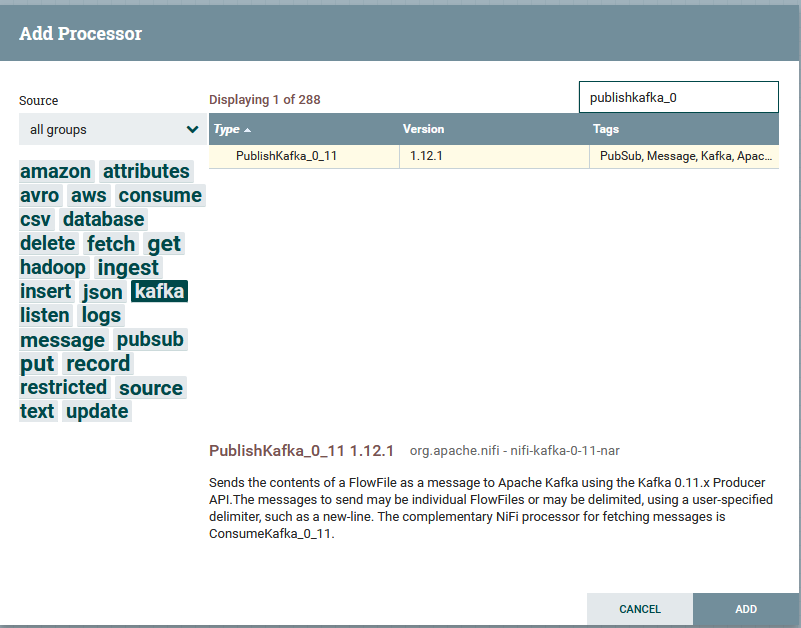 Add Processor
Source
Displaying 1 of 288
publishkafka_0
all groups
Type Version Tags
PublishKafka_0_11 1.12.1 PubSub, Message, Kafka, Apac...
amazon attributes
avro aws consume
csv database
delete fetch get
hadoop ingest
insert json kafka
listen logs
message pubsub
put record
restricted source
text update
PublishKafka_0_11 1.12.1 org.apache.nifi - nifi-kafka-0-11-nar
Sends the contents of a FlowFile as a message to Apache Kafka using the Kafka 0.11.x Producer
API.The messages to send may be individual FlowFiles or may be delimited, using a user-specified
delimiter, such as a new-line. The complementary NiFi processor for fetching messages is
ConsumeKafka_0_11.
CANCEL ADD